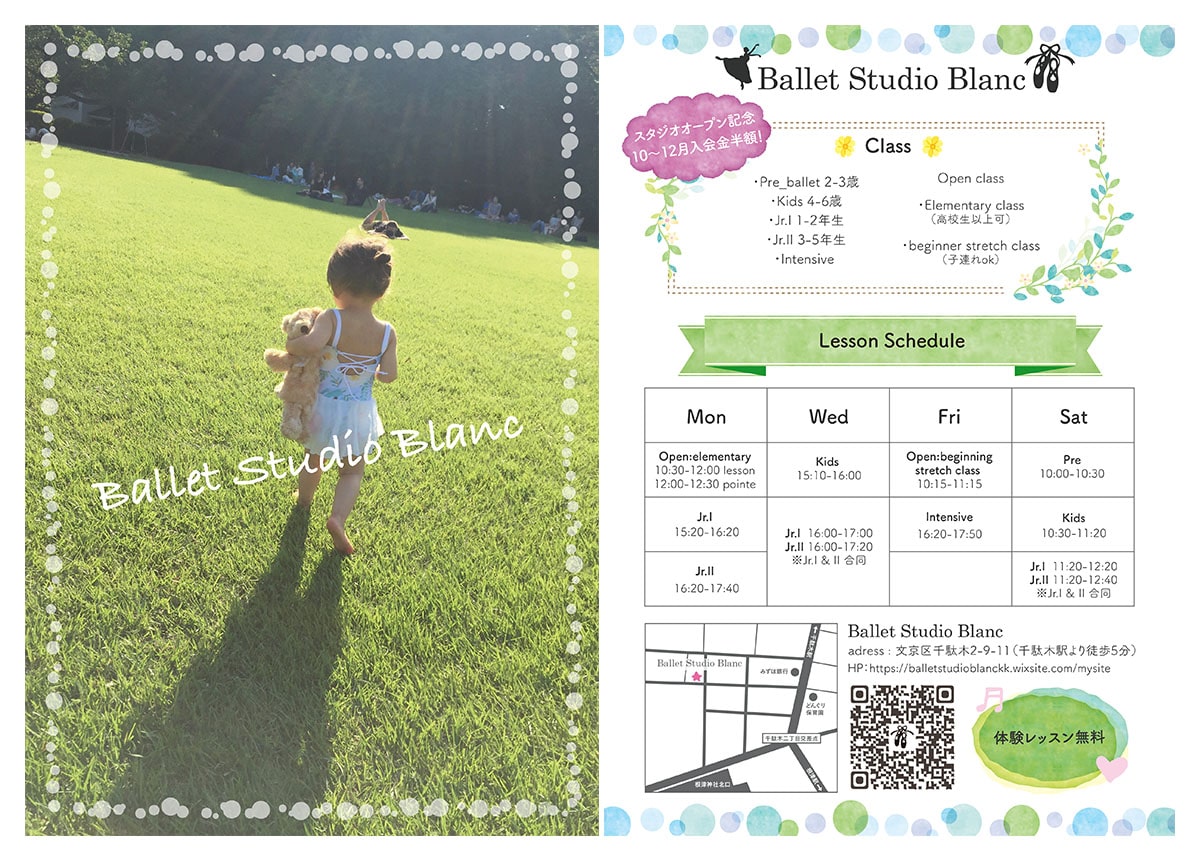 Ballet Studio Blanc
Ballet Studio Blanc
スタジオオープン記念
10〜12月入会金半額!
Class
・Pre_ballet 2-3歳
・Kids 4-6歳
・Jr.I 1-2年生
・Jr.II 3-5年生
・Intensive
Open class
・Elementary class
（高校生以上可）
・beginner stretch class
（子連れok）
Lesson Schedule
Mon Wed Fri Sat
Open:elementary
10:30-12:00 lesson
12:00-12:30 pointe
Kids
15:10-16:00
Open:beginning
stretch class
10:15-11:15
Pre
10:00-10:30
Jr.I
15:20-16:20
Jr.I 16:00-17:00
Jr.II 16:00-17:20
※Jr.I & II 合同
Intensive
16:20-17:50
Kids
10:30-11:20
Jr.II
16:20-17:40
Jr.I 11:20-12:20
Jr.II 11:20-12:40
※Jr.I & II 合同
Ballet Studio Blanc
みずほ銀行
どんぐり
保育園
千駄木二丁目交差点
根津神社北口
Ballet Studio Blanc
adress : 文京区千駄木2-9-11（千駄木駅より徒歩5分）
HP：https://balletstudioblanckk.wixsite.com/mysite
体験レッスン無料